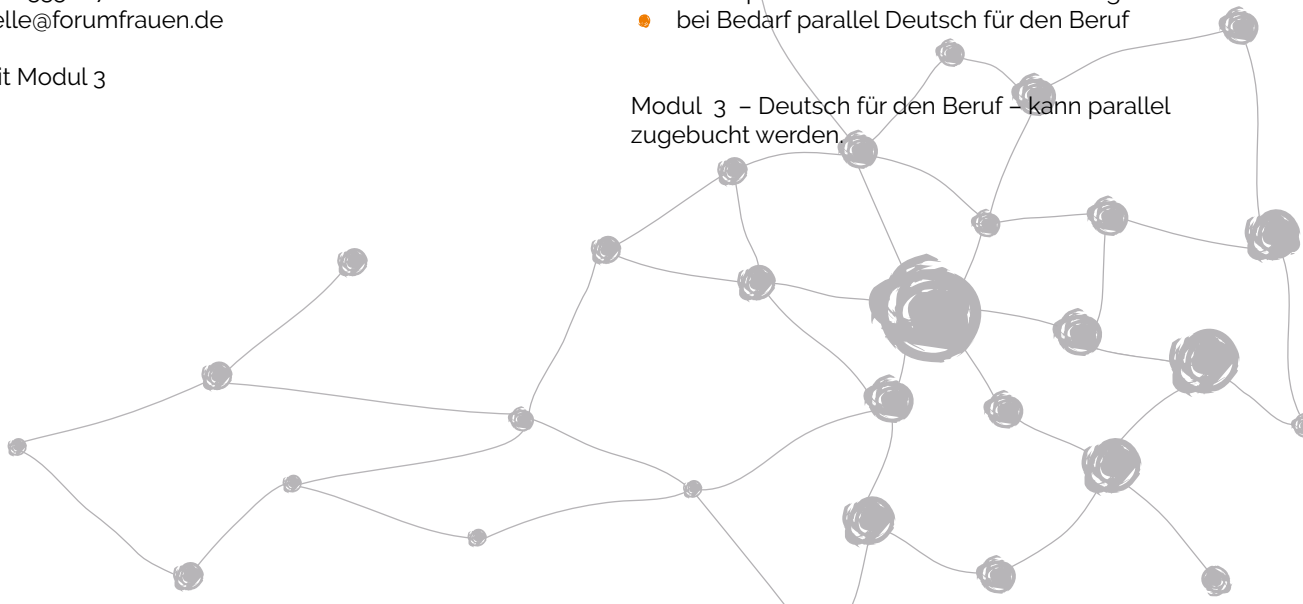 elle@forumfrauen.de
it Modul 3
bei Bedarf parallel Deutsch für den Beruf
Modul 3 – Deutsch für den Beruf – kann parallel
zugebucht werden.